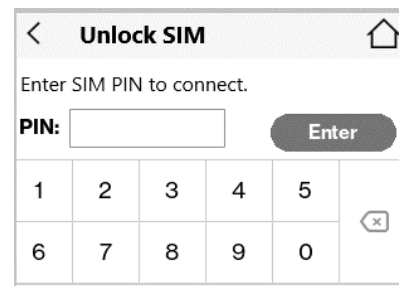 Unlock SIM
Enter SIM PIN to connect.
PIN: Enter
1 2 3 4 5
6 7 8 9 0